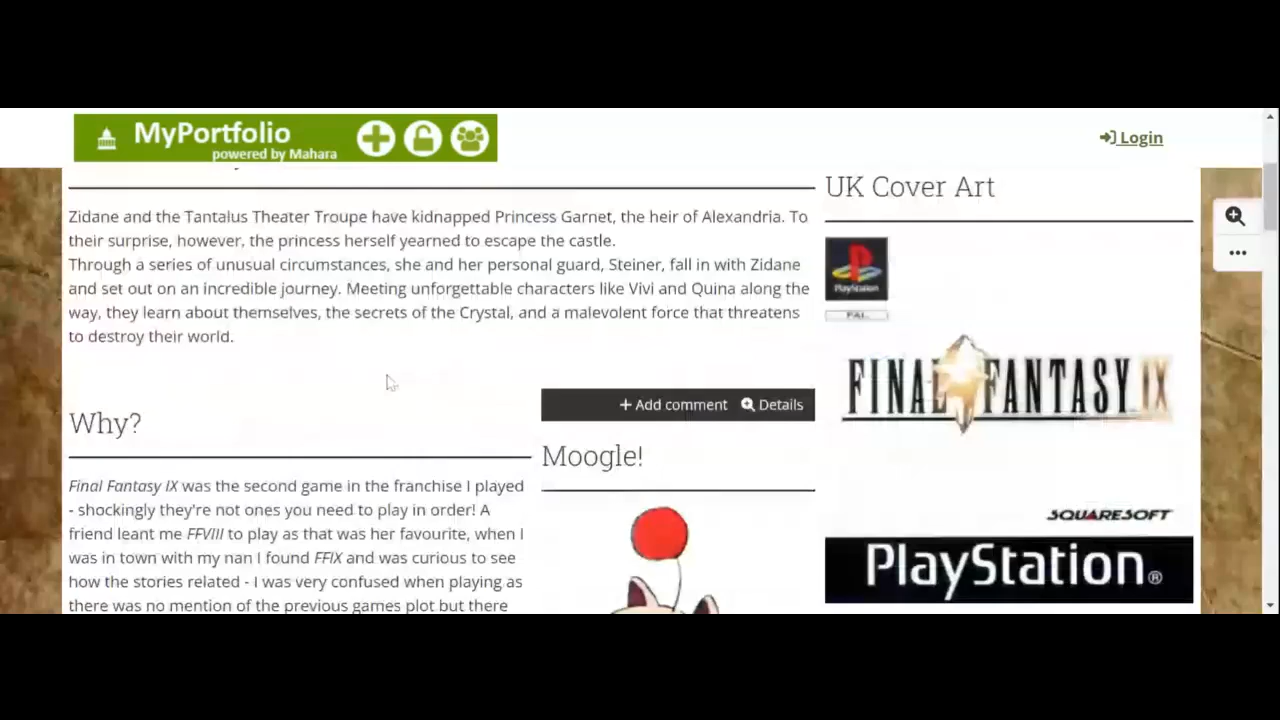 MyPortfolio
powered by Mahara
Login
Zidane and the Tantalus Theater Troupe have kidnapped Princess Garnet, the heir of Alexandria. To
their surprise, however, the princess herself yearned to escape the castle.
Through a series of unusual circumstances, she and her personal guard, Steiner, fall in with Zidane
and set out on an incredible journey. Meeting unforgettable characters like Vivi and Quina along the
way, they learn about themselves, the secrets of the Crystal, and a malevolent force that threatens
to destroy their world.
+ Add comment
Details
Why?
Final Fantasy IX was the second game in the franchise I played
- shockingly they're not ones you need to play in order! A
friend leant me FFVIII to play as that was her favourite, when I
was in town with my nan I found FFIX and was curious to see
how the stories related - I was very confused when playing as
there was no mention of the previous games plot but there
Moogle!
UK Cover Art
PlayStation
PAL
FINAL FANTASY IX
SQUARESOFT
PlayStation®